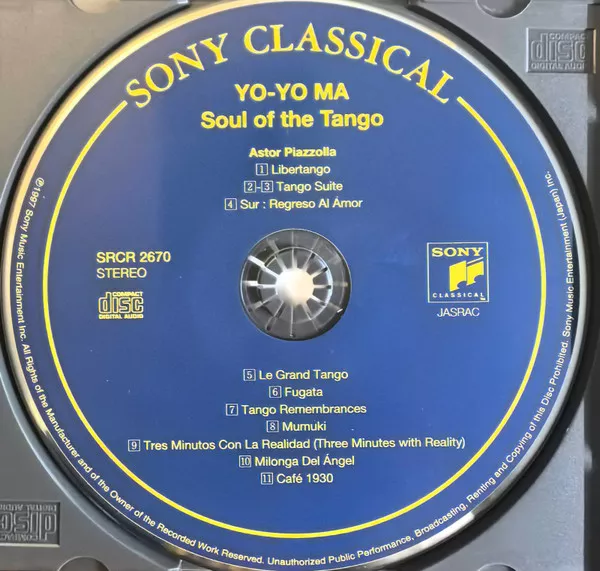 SONY CLASSICAL
YO-YO MA
Soul of the Tango
Astor Piazzolla
1 Libertango
2-3 Tango Suite
4 Sur : Regreso Al Ámor
SRCR 2670
STEREO
COMPACT
disc
DIGITAL AUDIO
SONY
CLASSICAL
JASRAC
5 Le Grand Tango
6 Fugata
7 Tango Remembrances
8 Mumuki
9 Tres Minutos Con La Realidad (Three Minutes with Reality)
10 Milonga Del Ángel
11 Café 1930
℗1997 Sony Music Entertainment Inc. All Rights of the Manufacturer and of the Owner of the Recorded Work Reserved. Unauthorized Public Performance, Broadcasting, Renting and Copying of this Disc Prohibited. Sony Music Entertainment (Japan) Inc.
COMPACT
disc
DIGITAL AUDIO
COMPACT
disc
DIGITAL AUDIO